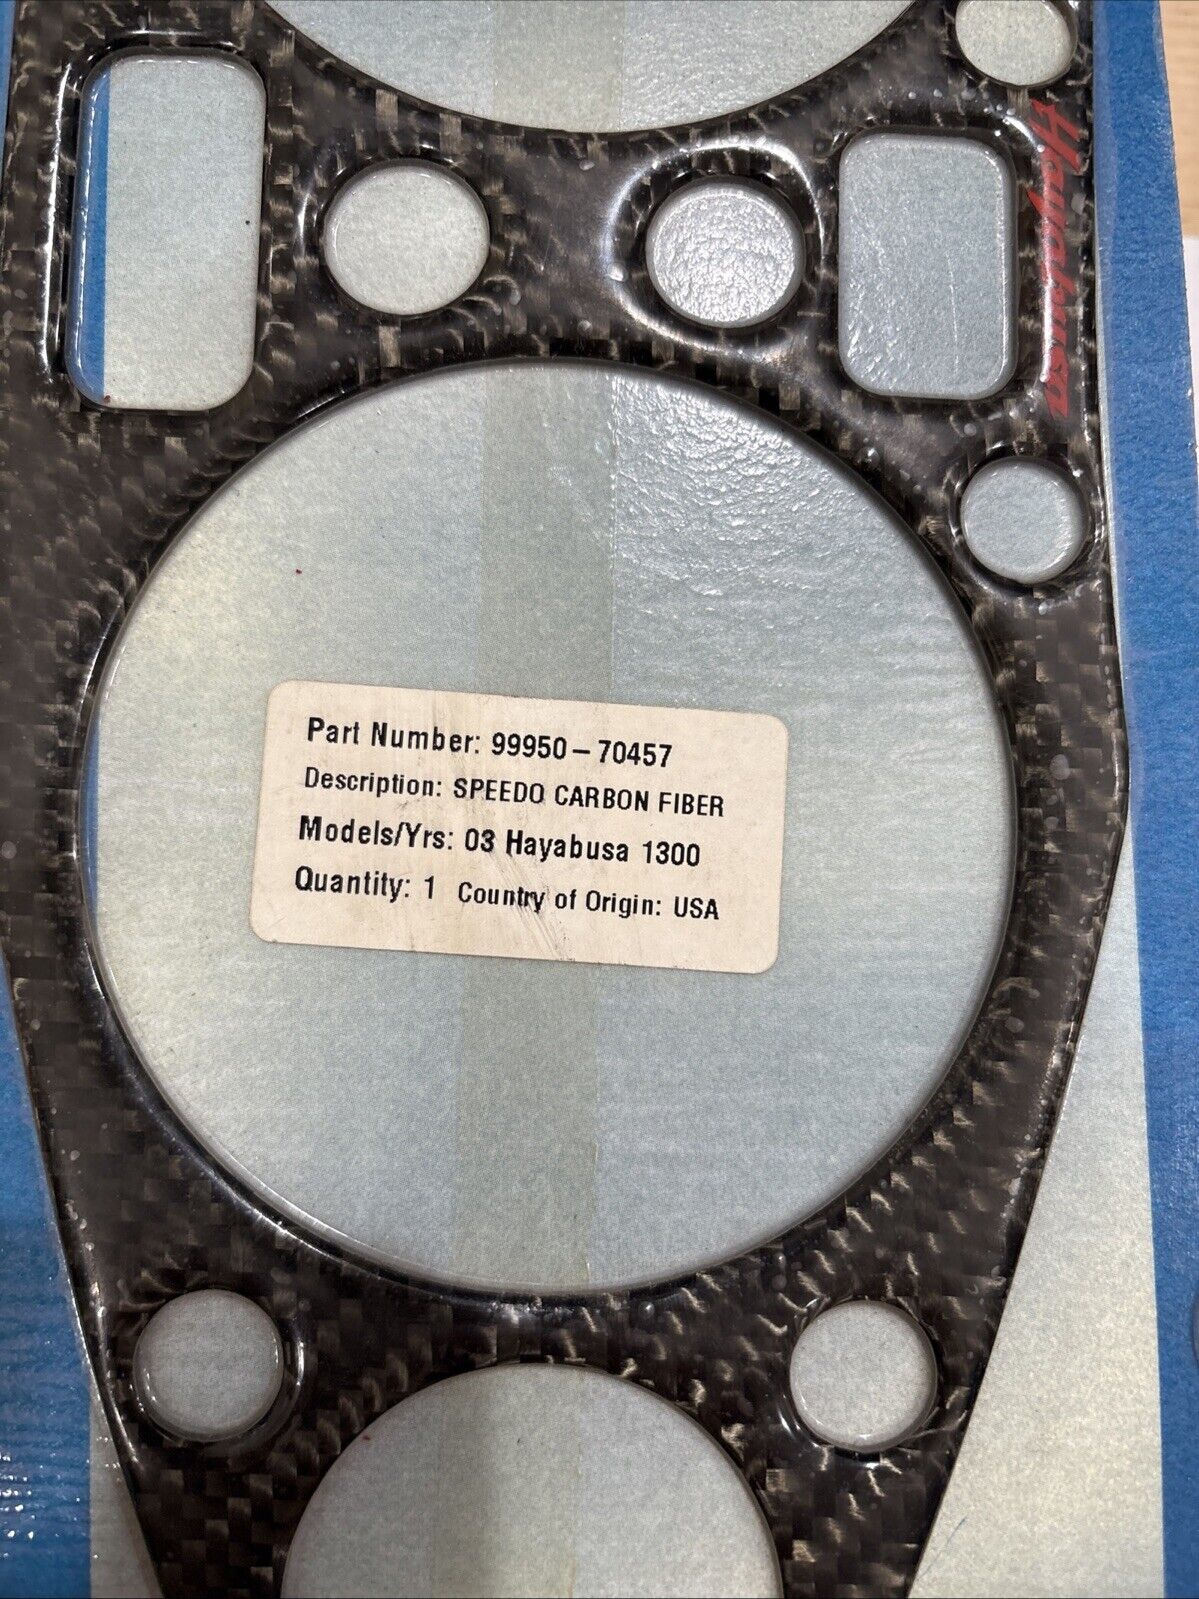 Hayabusa
Part Number: 99950-70457
Description: SPEEDO CARBON FIBER
Models/Yrs: 03 Hayabusa 1300
Quantity: 1 Country of Origin: USA